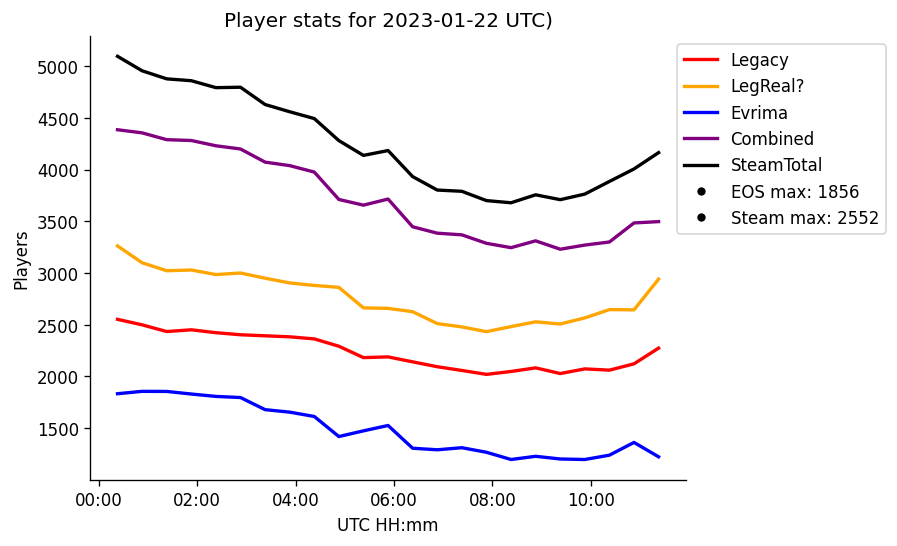 Player stats for 2023-01-22 UTC)
Players
5000
4500
4000
3500
3000
2500
2000
1500
00:00 02:00 04:00 06:00 08:00 10:00
UTC HH:mm
Legacy
LegReal?
Evrima
Combined
SteamTotal
EOS max: 1856
Steam max: 2552